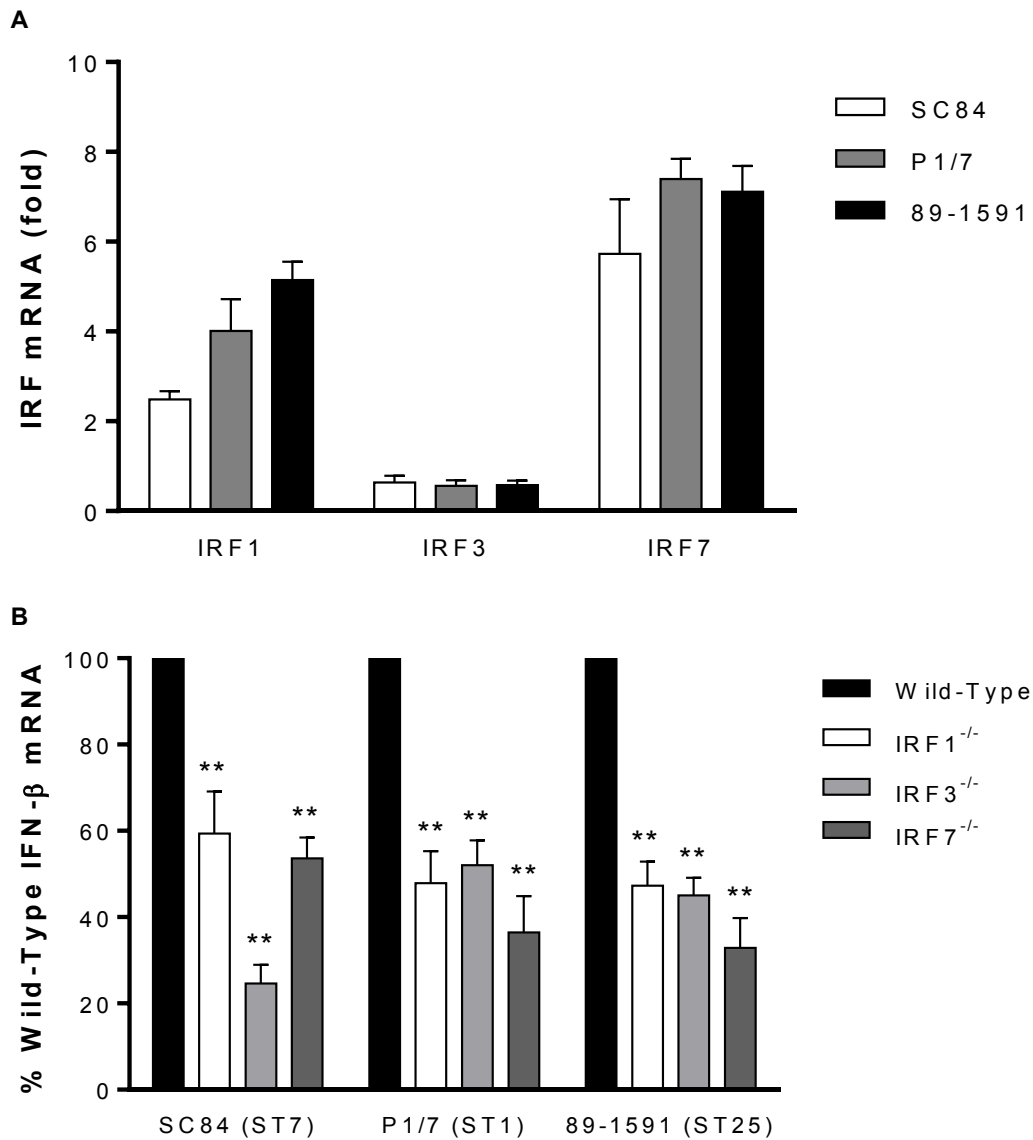 A
IRF mRNA (fold)
10
8
6
4
2
0
IRF1
IRF3
IRF7
SC84
P1/7
89-1591
B
% Wild-Type IFN-β mRNA
100
80
60
40
20
0
**
**
**
**
**
**
**
**
**
SC84 (ST7)
P1/7 (ST1)
89-1591 (ST25)
Wild-Type
IRF1-/-
IRF3-/-
IRF7-/-